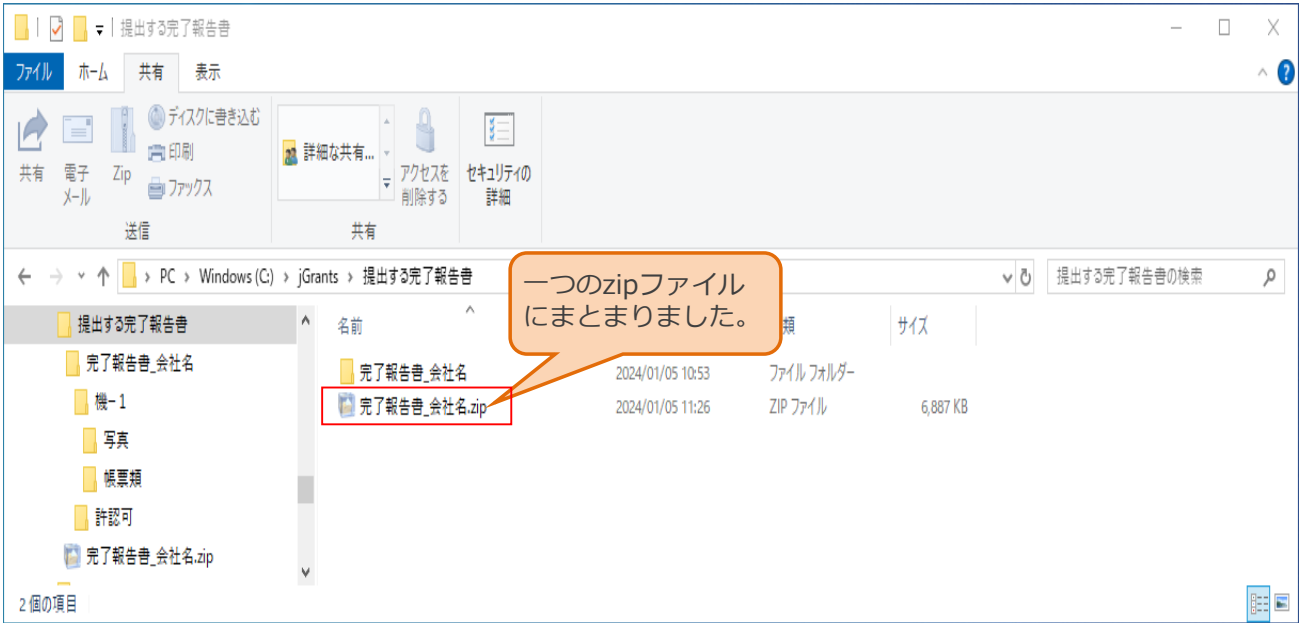 提出する完了報告書
ファイル ホーム 共有 表示
共有
電子
メール
Zip
ディスクに書き込む
印刷
ファックス
送信
詳細な共有...
アクセスを
削除する
共有
セキュリティの
詳細
PC › Windows (C:) › jGrants › 提出する完了報告書
提出する完了報告書の検索
一つのzipファイル
にまとまりました。
提出する完了報告書
完了報告書_会社名
機−1
写真
帳票類
許認可
完了報告書_会社名.zip
名前 類 サイズ
完了報告書_会社名 2024/01/05 10:53 ファイル フォルダー
完了報告書_会社名.zip 2024/01/05 11:26 ZIP ファイル 6,887 KB
2 個の項目